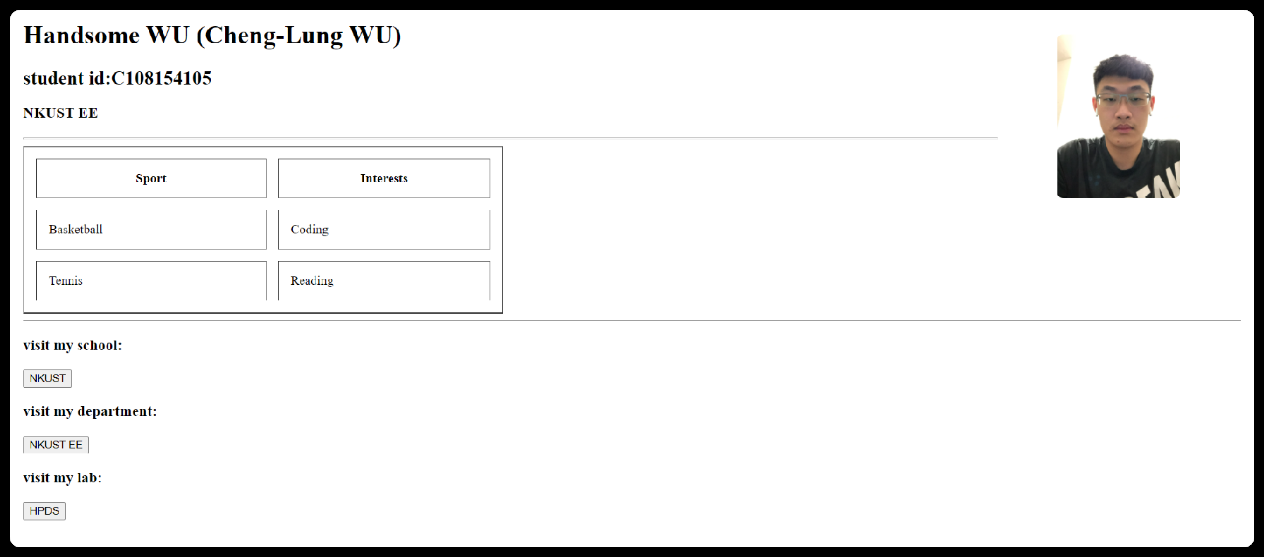 Handsome WU (Cheng-Lung WU)
student id:C108154105
NKUST EE
Sport Interests
Basketball Coding
Tennis Reading
visit my school:
NKUST
visit my department:
NKUST EE
visit my lab:
HPDS